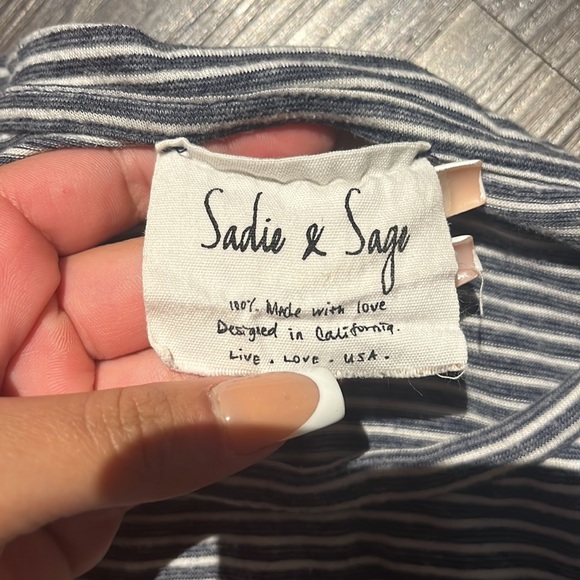 Sadie & Sage
100% Made with love
Designed in California.
LIVE . LOVE . USA .